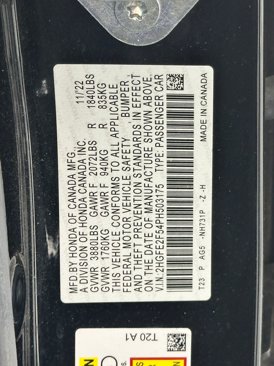 MFD.BY HONDA OF CANADA MFG. 11/22
A DIVISION OF HONDA CANADA INC.
GVWR 3880LBS GAWR F 2072LBS R 1840LBS
GVWR 1760KG GAWR F 940KG R 835KG
THIS VEHICLE CONFORMS TO ALL APPLICABLE
FEDERAL MOTOR VEHICLE SAFETY, BUMPER,
AND THEFT PREVENTION STANDARDS IN EFFECT
ON THE DATE OF MANUFACTURE SHOWN ABOVE.
V.I.N. 2HGFE2F54PH503175 TYPE PASSENGER CAR
T23 P AG5 -NH731P -Z -H MADE IN CANADA
T20 A1